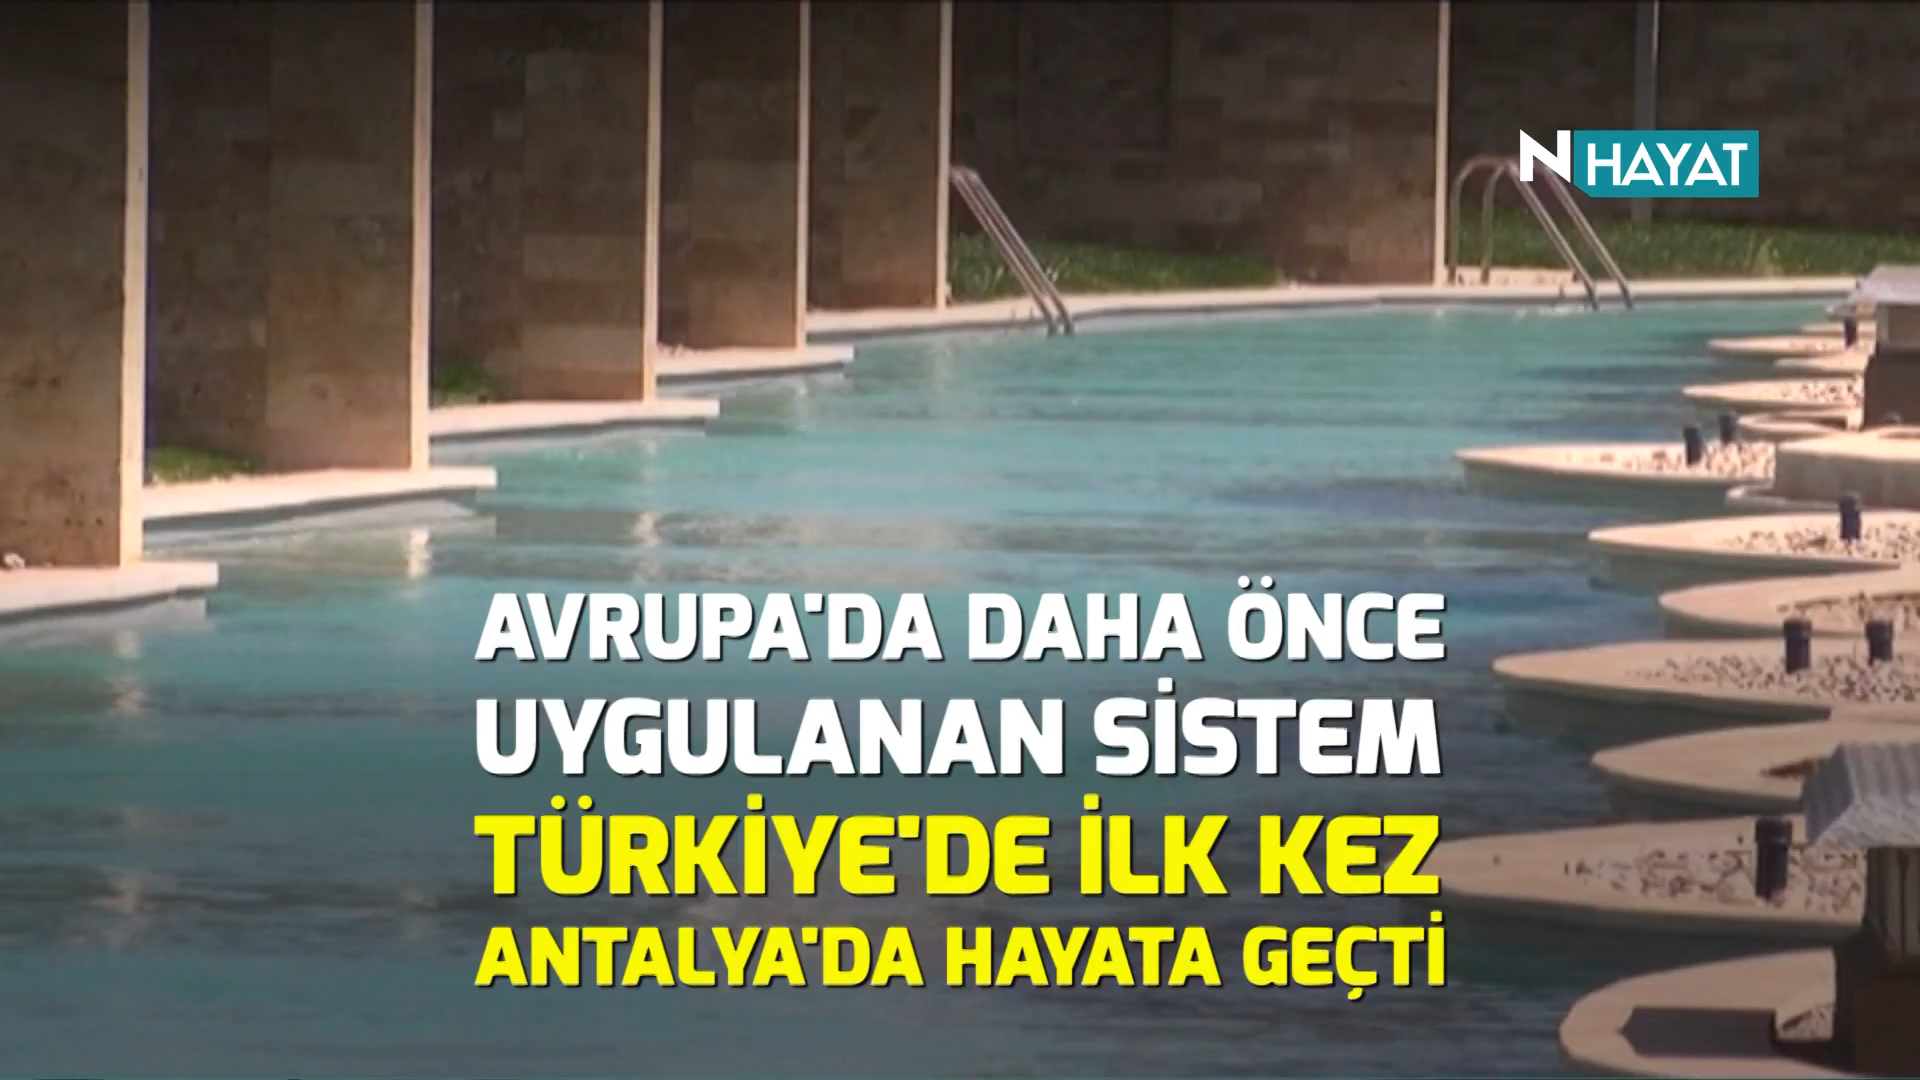 N HAYAT
AVRUPA'DA DAHA ÖNCE
UYGULANAN SİSTEM
TÜRKİYE'DE İLK KEZ
ANTALYA'DA HAYATA GEÇTİ